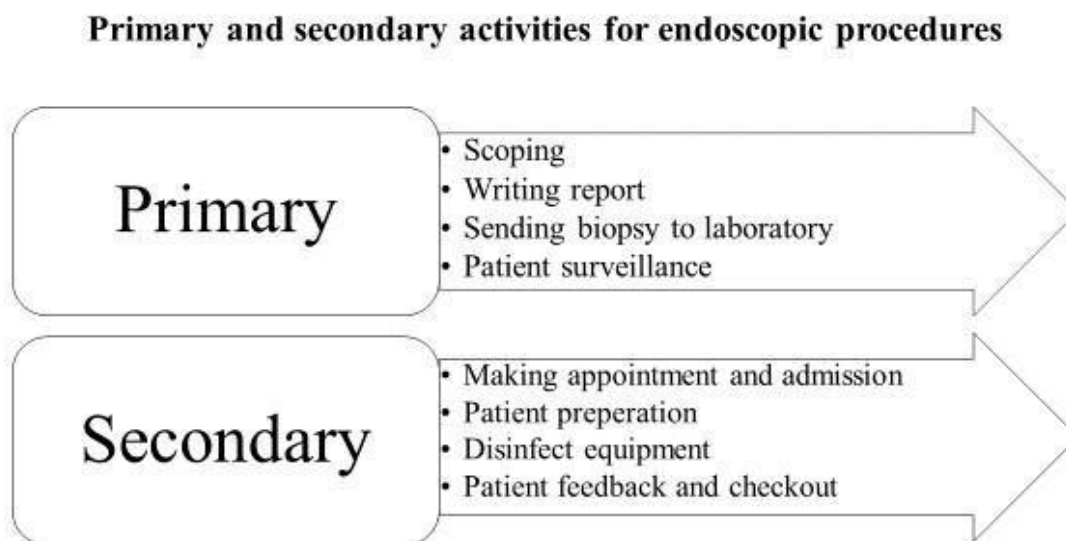 Primary and secondary activities for endoscopic procedures
Primary
• Scoping
• Writing report
• Sending biopsy to laboratory
• Patient surveillance
Secondary
• Making appointment and admission
• Patient preperation
• Disinfect equipment
• Patient feedback and checkout